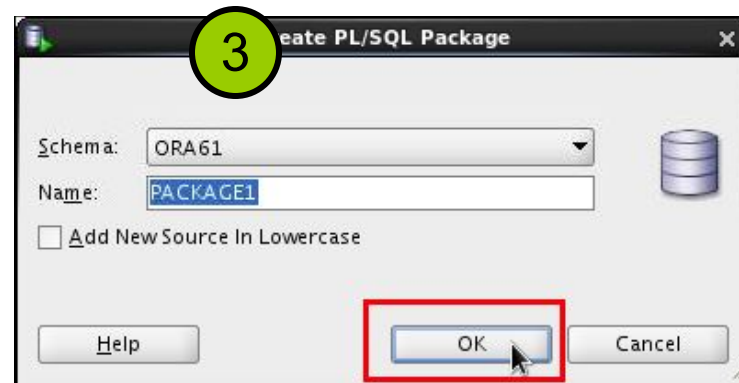 3
eate PL/SQL Package
Schema: ORA61
Name: PACKAGE1
Add New Source In Lowercase
Help OK Cancel